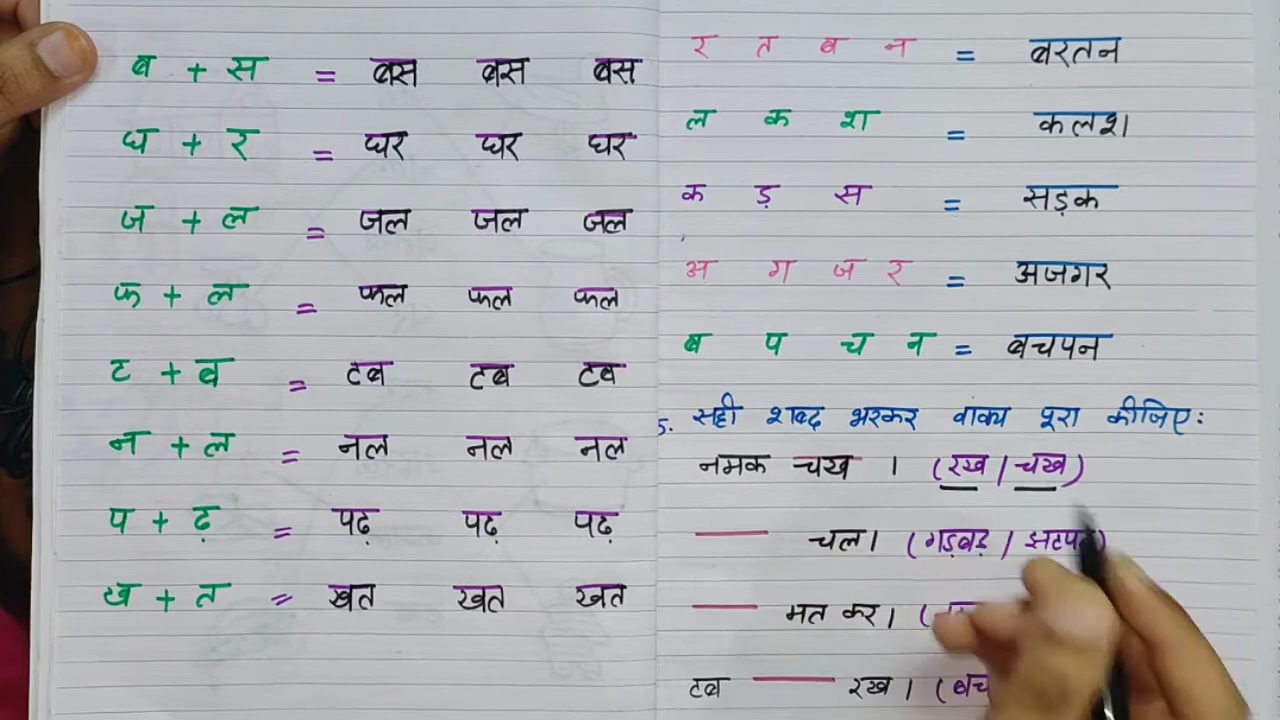 ब + स = बस बस बस
घ + र = घर घर घर
ज + ल = जल जल जल
फ + ल = फल फल फल
ट + ब = टब टब टब
न + ल = नल नल नल
प + ढ़ = पढ़ पढ़ पढ़
ख + त = खत खत खत
र त ब न = बरतन
ल क श = कलश
क ड़ स = सड़क
अ ग ज र = अजगर
ब प च न = बचपन
5. सही शब्द भरकर वाक्य पूरा कीजिए:
नमक चख । (रख / चख)
चल। (गड़बड़ /
मत कर। (
टब रख। (